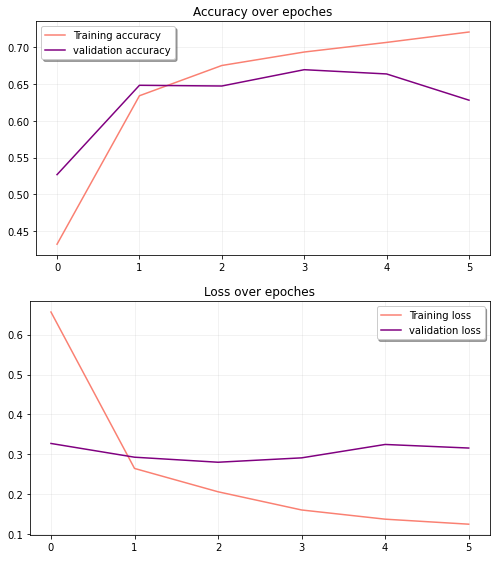 Accuracy over epoches
Training accuracy
validation accuracy
0.70
0.65
0.60
0.55
0.50
0.45
0 1 2 3 4 5
Loss over epoches
Training loss
validation loss
0.6
0.5
0.4
0.3
0.2
0.1
0 1 2 3 4 5